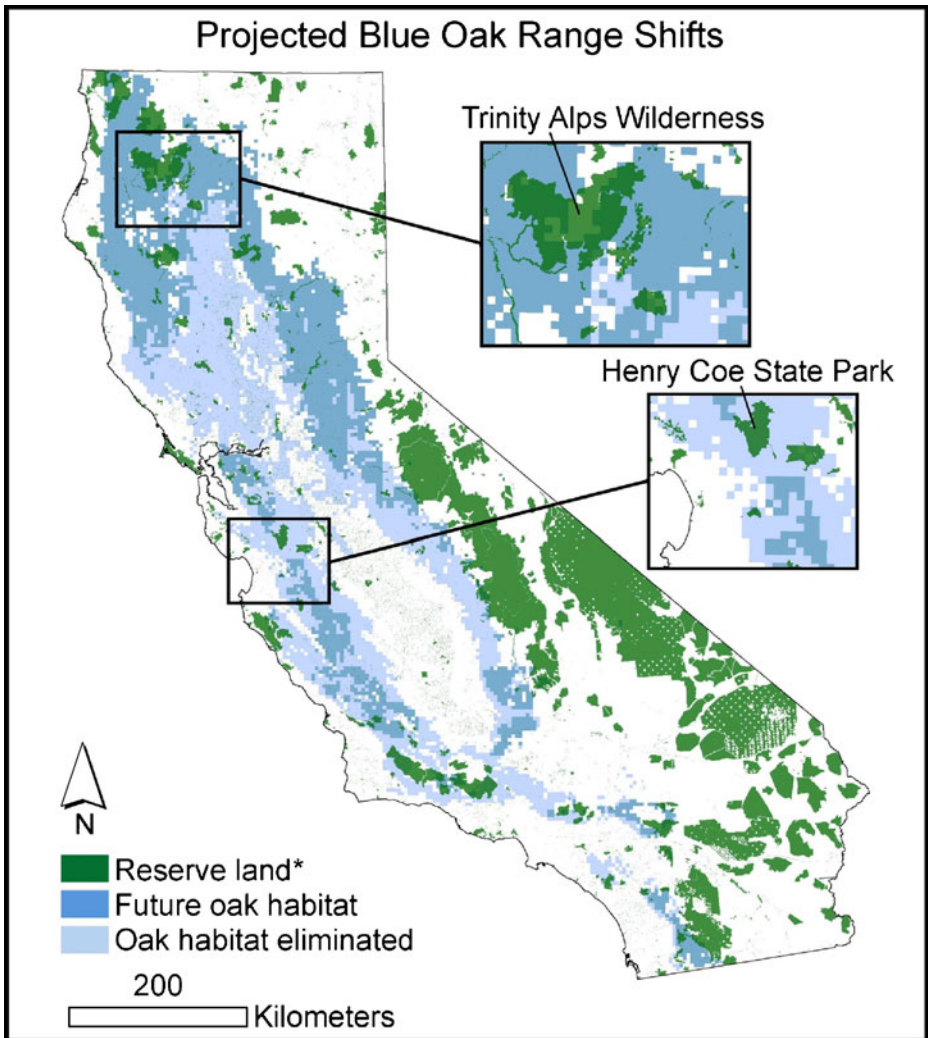 Projected Blue Oak Range Shifts
Trinity Alps Wilderness
Henry Coe State Park
N
Reserve land*
Future oak habitat
Oak habitat eliminated
200
Kilometers